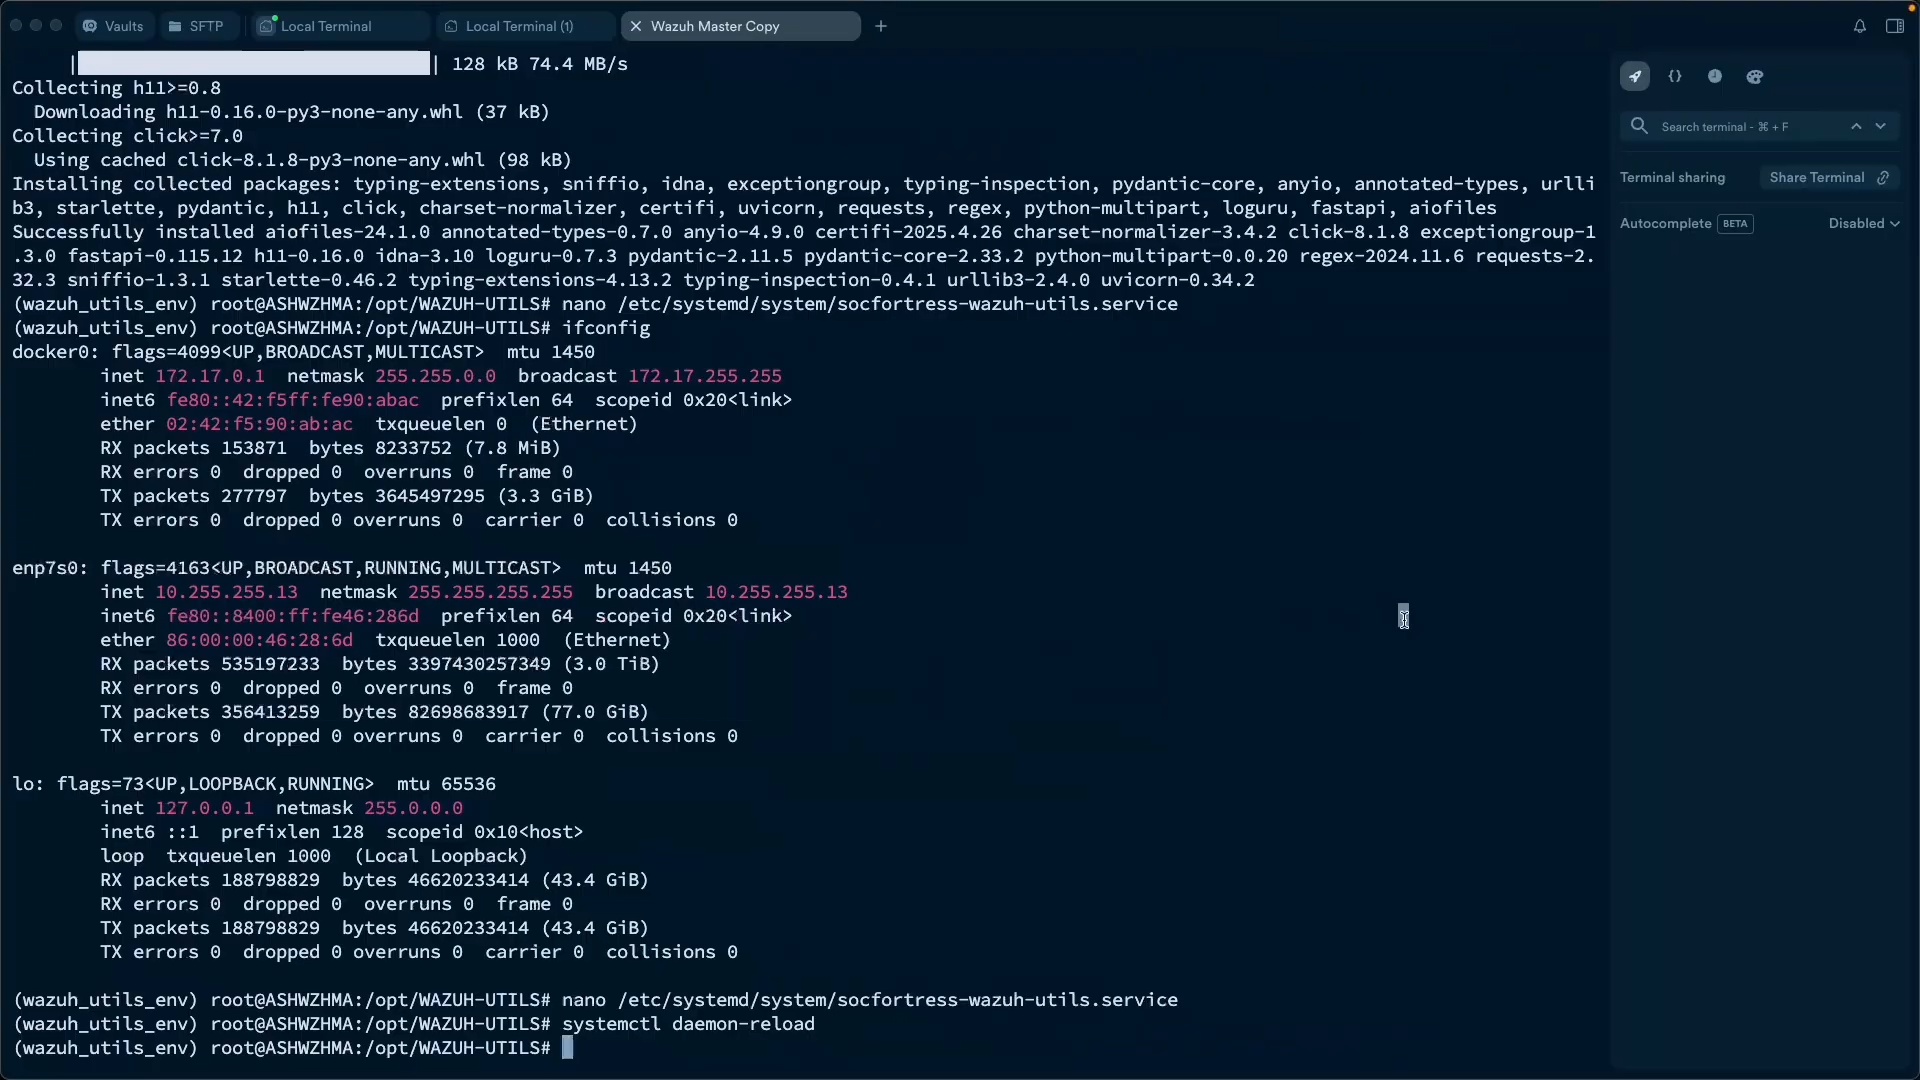 Vaults SFTP Local Terminal Local Terminal (1) Wazuh Master Copy
| | 128 kB 74.4 MB/s
Collecting h11>=0.8
Downloading h11-0.16.0-py3-none-any.whl (37 kB)
Collecting click>=7.0
Using cached click-8.1.8-py3-none-any.whl (98 kB)
Installing collected packages: typing-extensions, sniffio, idna, exceptiongroup, typing-inspection, pydantic-core, anyio, annotated-types, urlli
b3, starlette, pydantic, h11, click, charset-normalizer, certifi, uvicorn, requests, regex, python-multipart, loguru, fastapi, aiofiles
Successfully installed aiofiles-24.1.0 annotated-types-0.7.0 anyio-4.9.0 certifi-2025.4.26 charset-normalizer-3.4.2 click-8.1.8 exceptiongroup-1
.3.0 fastapi-0.115.12 h11-0.16.0 idna-3.10 loguru-0.7.3 pydantic-2.11.5 pydantic-core-2.33.2 python-multipart-0.0.20 regex-2024.11.6 requests-2.
32.3 sniffio-1.3.1 starlette-0.46.2 typing-extensions-4.13.2 typing-inspection-0.4.1 urllib3-2.4.0 uvicorn-0.34.2
(wazuh_utils_env) root@ASHWZHMA:/opt/WAZUH-UTILS# nano /etc/systemd/system/socfortress-wazuh-utils.service
(wazuh_utils_env) root@ASHWZHMA:/opt/WAZUH-UTILS# ifconfig
docker0: flags=4099<UP,BROADCAST,MULTICAST> mtu 1450
inet 172.17.0.1 netmask 255.255.0.0 broadcast 172.17.255.255
inet6 fe80::42:f5ff:fe90:abac prefixlen 64 scopeid 0x20<link>
ether 02:42:f5:90:ab:ac txqueuelen 0 (Ethernet)
RX packets 153871 bytes 8233752 (7.8 MiB)
RX errors 0 dropped 0 overruns 0 frame 0
TX packets 277797 bytes 3645497295 (3.3 GiB)
TX errors 0 dropped 0 overruns 0 carrier 0 collisions 0
enp7s0: flags=4163<UP,BROADCAST,RUNNING,MULTICAST> mtu 1450
inet 10.255.255.13 netmask 255.255.255.255 broadcast 10.255.255.13
inet6 fe80::8400:ff:fe46:286d prefixlen 64 scopeid 0x20<link>
ether 86:00:00:46:28:6d txqueuelen 1000 (Ethernet)
RX packets 535197233 bytes 3397430257349 (3.0 TiB)
RX errors 0 dropped 0 overruns 0 frame 0
TX packets 356413259 bytes 82698683917 (77.0 GiB)
TX errors 0 dropped 0 overruns 0 carrier 0 collisions 0
lo: flags=73<UP,LOOPBACK,RUNNING> mtu 65536
inet 127.0.0.1 netmask 255.0.0.0
inet6 ::1 prefixlen 128 scopeid 0x10<host>
loop txqueuelen 1000 (Local Loopback)
RX packets 188798829 bytes 46620233414 (43.4 GiB)
RX errors 0 dropped 0 overruns 0 frame 0
TX packets 188798829 bytes 46620233414 (43.4 GiB)
TX errors 0 dropped 0 overruns 0 carrier 0 collisions 0
(wazuh_utils_env) root@ASHWZHMA:/opt/WAZUH-UTILS# nano /etc/systemd/system/socfortress-wazuh-utils.service
(wazuh_utils_env) root@ASHWZHMA:/opt/WAZUH-UTILS# systemctl daemon-reload
(wazuh_utils_env) root@ASHWZHMA:/opt/WAZUH-UTILS#
Search terminal - ⌘ + F
Terminal sharing Share Terminal
Autocomplete BETA Disabled